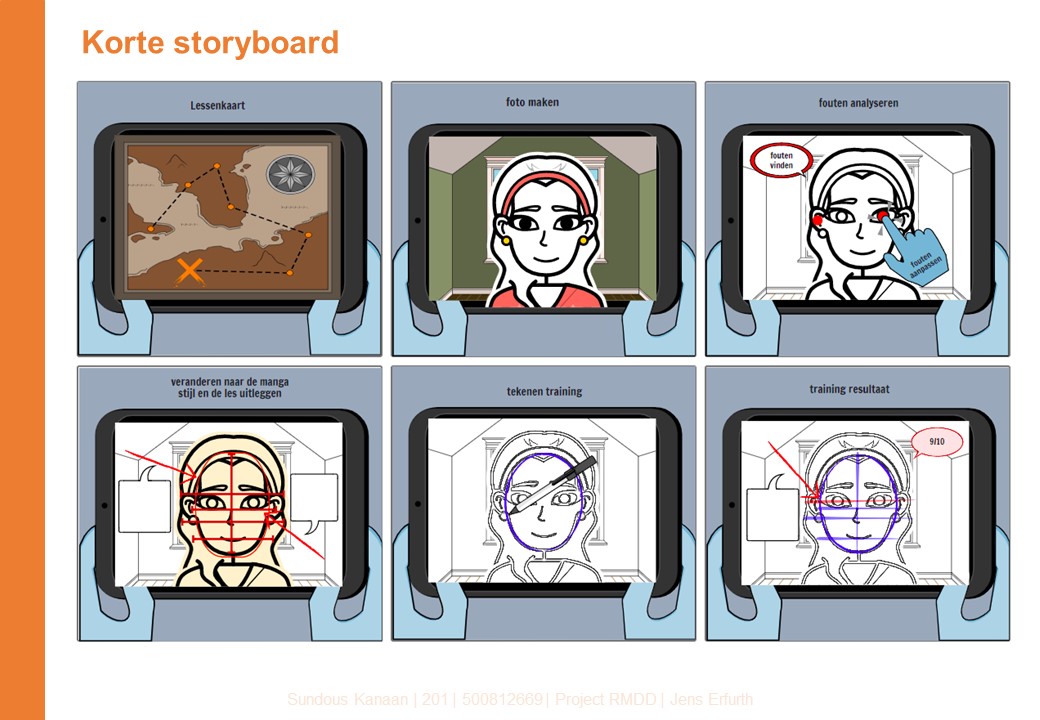 Korte storyboard
Lessenkaart
foto maken
fouten analyseren
fouten
vinden
fouten
aanpassen
veranderen naar de manga
stijl en de les uitleggen
tekenen training
training resultaat
9/10
Sundous Kanaan | 201 | 500812669 | Project RMDD | Jens Erfurth